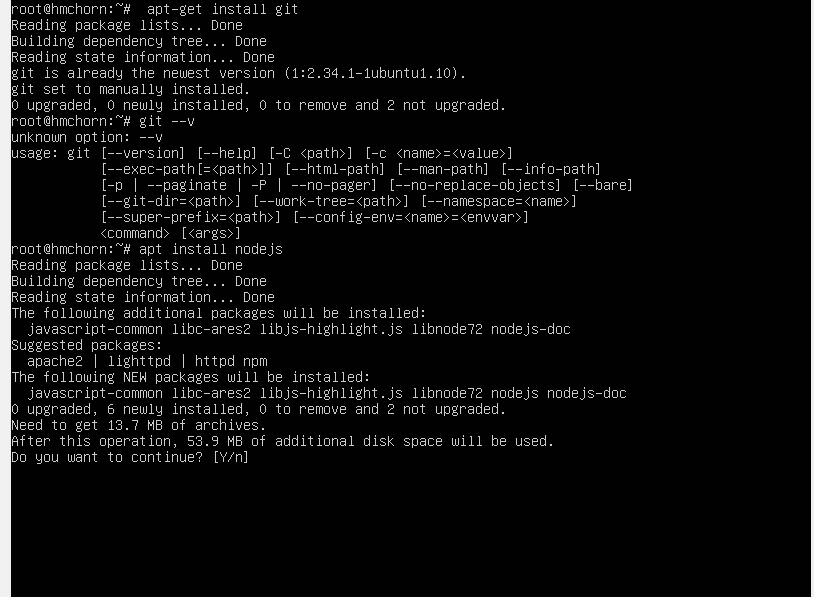 root@hmchorn:~#  apt-get install git
Reading package lists... Done
Building dependency tree... Done
Reading state information... Done
git is already the newest version (1:2.34.1-1ubuntu1.10).
git set to manually installed.
0 upgraded, 0 newly installed, 0 to remove and 2 not upgraded.
root@hmchorn:~# git --v
unknown option: --v
usage: git [--version] [--help] [-C <path>] [-c <name>=<value>]
           [--exec-path[=<path>]] [--html-path] [--man-path] [--info-path]
           [-p | --paginate | -P | --no-pager] [--no-replace-objects] [--bare]
           [--git-dir=<path>] [--work-tree=<path>] [--namespace=<name>]
           [--super-prefix=<path>] [--config-env=<name>=<envvar>]
           <command> [<args>]
root@hmchorn:~# apt install nodejs
Reading package lists... Done
Building dependency tree... Done
Reading state information... Done
The following additional packages will be installed:
  javascript-common libc-ares2 libjs-highlight.js libnode72 nodejs-doc
Suggested packages:
  apache2 | lighttpd | httpd npm
The following NEW packages will be installed:
  javascript-common libc-ares2 libjs-highlight.js libnode72 nodejs nodejs-doc
0 upgraded, 6 newly installed, 0 to remove and 2 not upgraded.
Need to get 13.7 MB of archives.
After this operation, 53.9 MB of additional disk space will be used.
Do you want to continue? [Y/n]